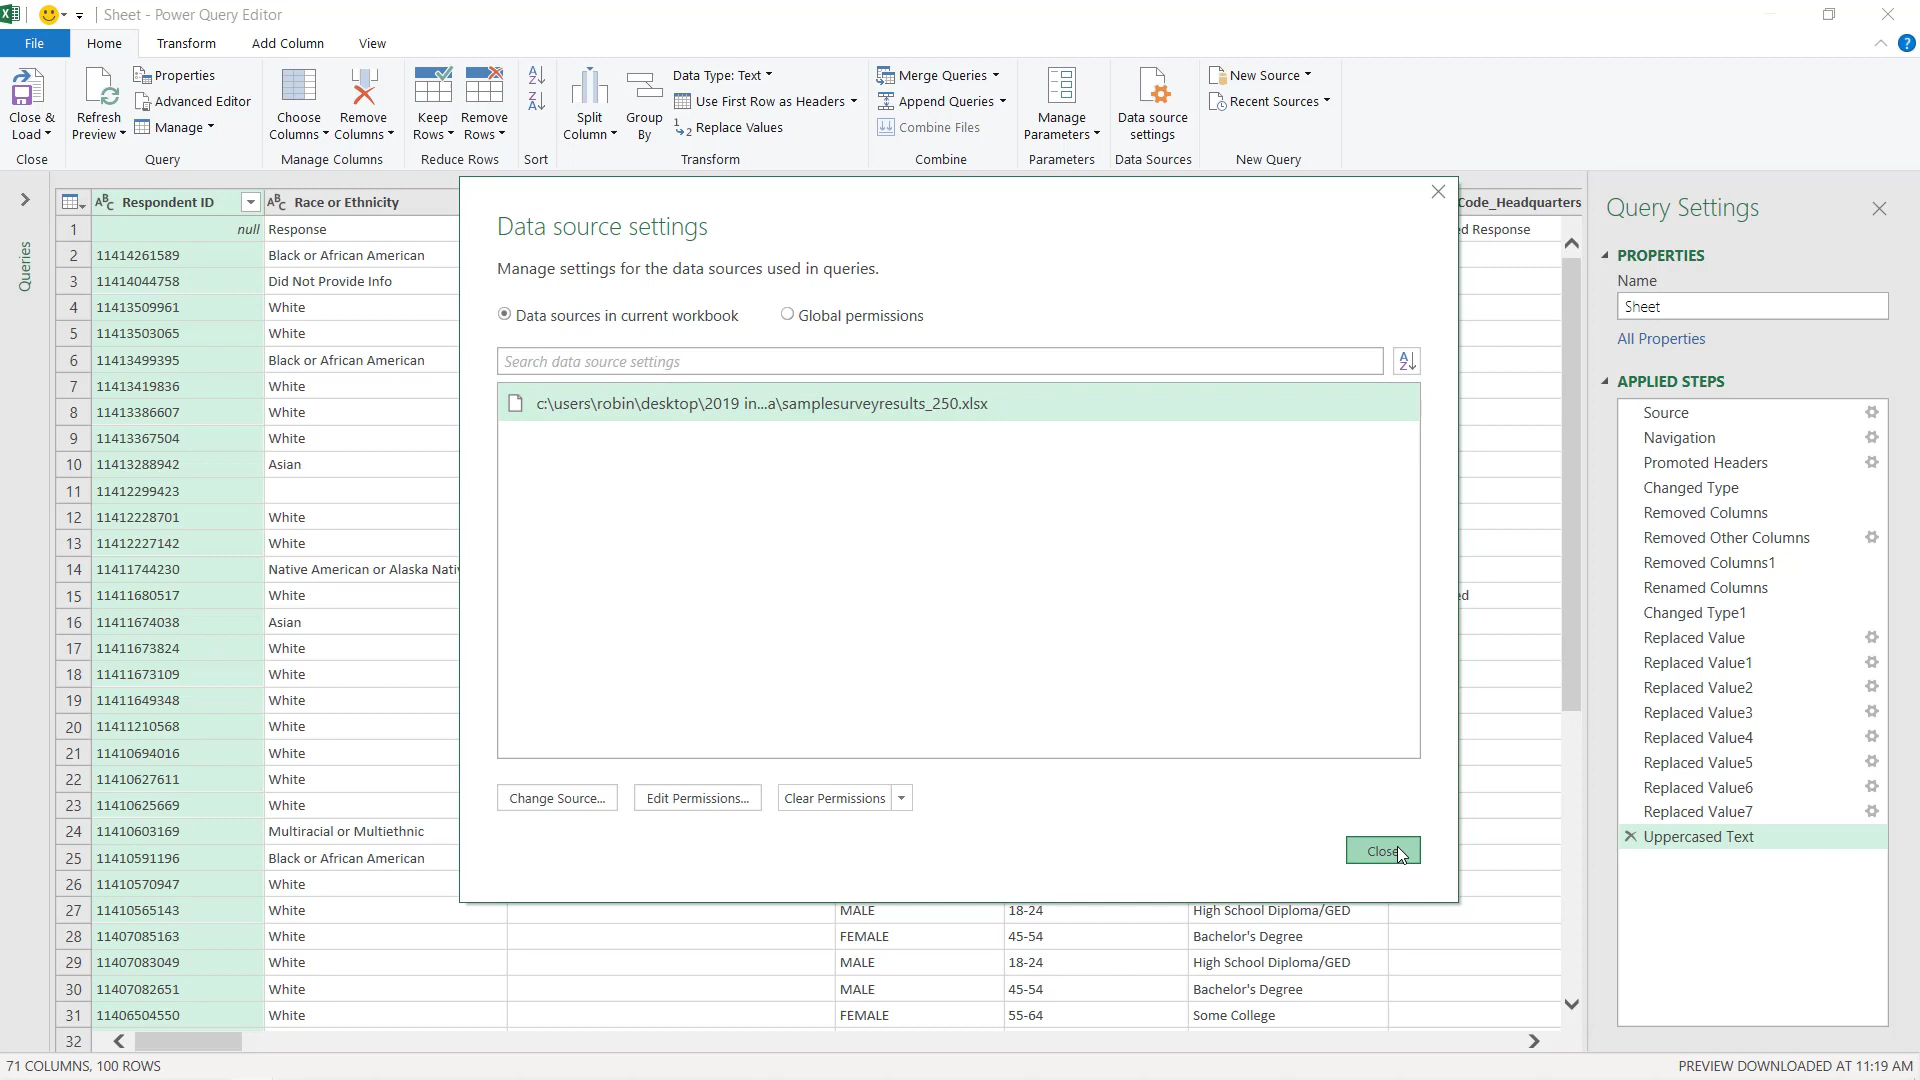 Sheet - Power Query Editor
File Home Transform Add Column View
Close & Load
Close
Refresh Preview
Properties
Advanced Editor
Manage
Query
Choose Columns
Remove Columns
Manage Columns
Keep Rows
Remove Rows
Reduce Rows
Sort
Split Column
Group By
Data Type: Text
Use First Row as Headers
Replace Values
Transform
Merge Queries
Append Queries
Combine Files
Combine
Manage Parameters
Parameters
Data source settings
Data Sources
New Source
Recent Sources
New Query
Queries
Respondent ID Race or Ethnicity Code_Headquarters
1 null Response ed Response
2 11414261589 Black or African American
3 11414044758 Did Not Provide Info
4 11413509961 White
5 11413503065 White
6 11413499395 Black or African American
7 11413419836 White
8 11413386607 White
9 11413367504 White
10 11413288942 Asian
11 11412299423
12 11412228701 White
13 11412227142 White
14 11411744230 Native American or Alaska Nati
15 11411680517 White ed
16 11411674038 Asian
17 11411673824 White
18 11411673109 White
19 11411649348 White
20 11411210568 White
21 11410694016 White
22 11410627611 White
23 11410625669 White
24 11410603169 Multiracial or Multiethnic
25 11410591196 Black or African American
26 11410570947 White
27 11410565143 White MALE 18-24 High School Diploma/GED
28 11407085163 White FEMALE 45-54 Bachelor's Degree
29 11407083049 White MALE 18-24 High School Diploma/GED
30 11407082651 White MALE 45-54 Bachelor's Degree
31 11406504550 White FEMALE 55-64 Some College
32
Data source settings
Manage settings for the data sources used in queries.
Data sources in current workbook Global permissions
Search data source settings
c:\users\robin\desktop\2019 in...a\samplesurveyresults_250.xlsx
Change Source... Edit Permissions... Clear Permissions
Close
Query Settings
PROPERTIES
Name
Sheet
All Properties
APPLIED STEPS
Source
Navigation
Promoted Headers
Changed Type
Removed Columns
Removed Other Columns
Removed Columns1
Renamed Columns
Changed Type1
Replaced Value
Replaced Value1
Replaced Value2
Replaced Value3
Replaced Value4
Replaced Value5
Replaced Value6
Replaced Value7
Uppercased Text
71 COLUMNS, 100 ROWS
PREVIEW DOWNLOADED AT 11:19 AM